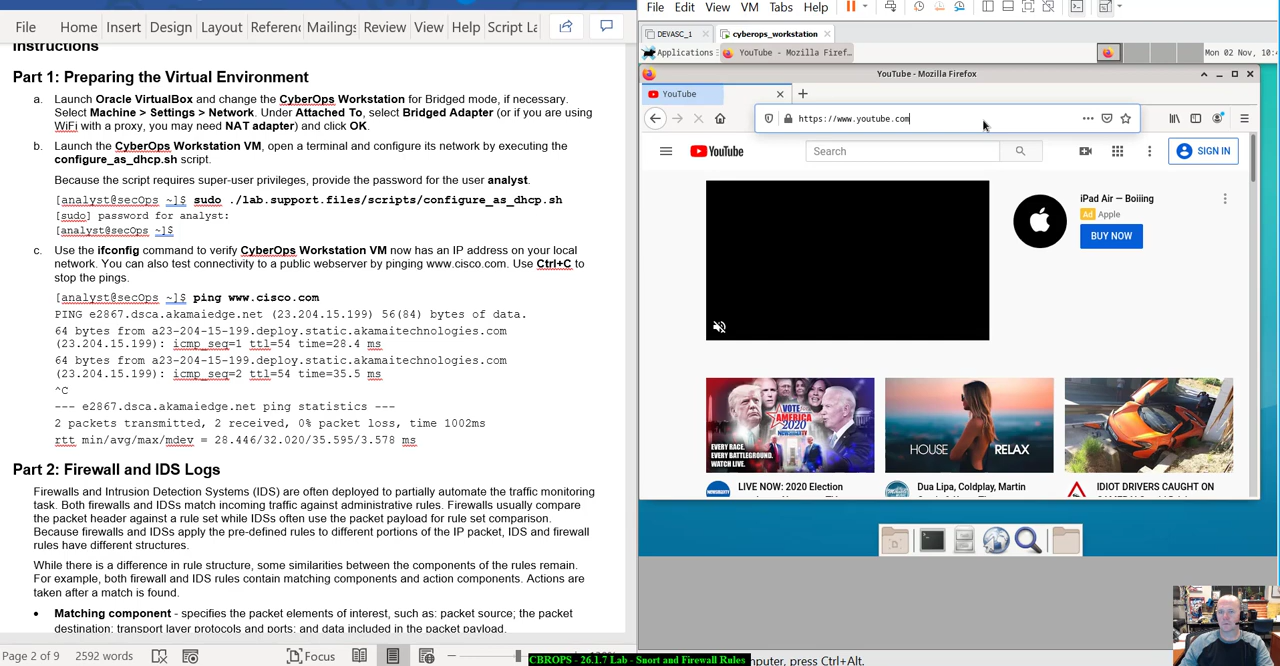 File Home Insert Design Layout Referenc Mailings Review View Help Script La
Instructions
Part 1: Preparing the Virtual Environment
a. Launch Oracle VirtualBox and change the CyberOps Workstation for Bridged mode, if necessary.
Select Machine > Settings > Network. Under Attached To, select Bridged Adapter (or if you are using
WiFi with a proxy, you may need NAT adapter) and click OK.
b. Launch the CyberOps Workstation VM, open a terminal and configure its network by executing the
configure_as_dhcp.sh script.
Because the script requires super-user privileges, provide the password for the user analyst.
[analyst@secOps ~]$ sudo ./lab.support.files/scripts/configure_as_dhcp.sh
[sudo] password for analyst:
[analyst@secOps ~]$
c. Use the ifconfig command to verify CyberOps Workstation VM now has an IP address on your local
network. You can also test connectivity to a public webserver by pinging www.cisco.com. Use Ctrl+C to
stop the pings.
[analyst@secOps ~]$ ping www.cisco.com
PING e2867.dsca.akamaiedge.net (23.204.15.199) 56(84) bytes of data.
64 bytes from a23-204-15-199.deploy.static.akamaitechnologies.com
(23.204.15.199): icmp_seq=1 ttl=54 time=28.4 ms
64 bytes from a23-204-15-199.deploy.static.akamaitechnologies.com
(23.204.15.199): icmp_seq=2 ttl=54 time=35.5 ms
^C
--- e2867.dsca.akamaiedge.net ping statistics ---
2 packets transmitted, 2 received, 0% packet loss, time 1002ms
rtt min/avg/max/mdev = 28.446/32.020/35.595/3.578 ms
Part 2: Firewall and IDS Logs
Firewalls and Intrusion Detection Systems (IDS) are often deployed to partially automate the traffic monitoring
task. Both firewalls and IDSs match incoming traffic against administrative rules. Firewalls usually compare
the packet header against a rule set while IDSs often use the packet payload for rule set comparison.
Because firewalls and IDSs apply the pre-defined rules to different portions of the IP packet, IDS and firewall
rules have different structures.
While there is a difference in rule structure, some similarities between the components of the rules remain.
For example, both firewall and IDS rules contain matching components and action components. Actions are
taken after a match is found.
• Matching component - specifies the packet elements of interest, such as: packet source; the packet
destination; transport layer protocols and ports; and data included in the packet payload.
Page 2 of 9 2592 words Focus
File Edit View VM Tabs Help
DEVASC_1 cyberops_workstation
Applications YouTube - Mozilla Firef... Mon 02 Nov, 10:4
YouTube - Mozilla Firefox
YouTube
https://www.youtube.com
YouTube Search SIGN IN
iPad Air — Boiiing
Ad Apple
BUY NOW
VOTE
AMERICA
2020
NEWSMAXTV
EVERY RACE.
EVERY BATTLEGROUND.
WATCH LIVE.
HOUSE RELAX
LIVE NOW: 2020 Election
Dua Lipa, Coldplay, Martin
IDIOT DRIVERS CAUGHT ON
CBROPS - 26.1.7 Lab - Snort and Firewall Rules
mputer, press Ctrl+Alt.